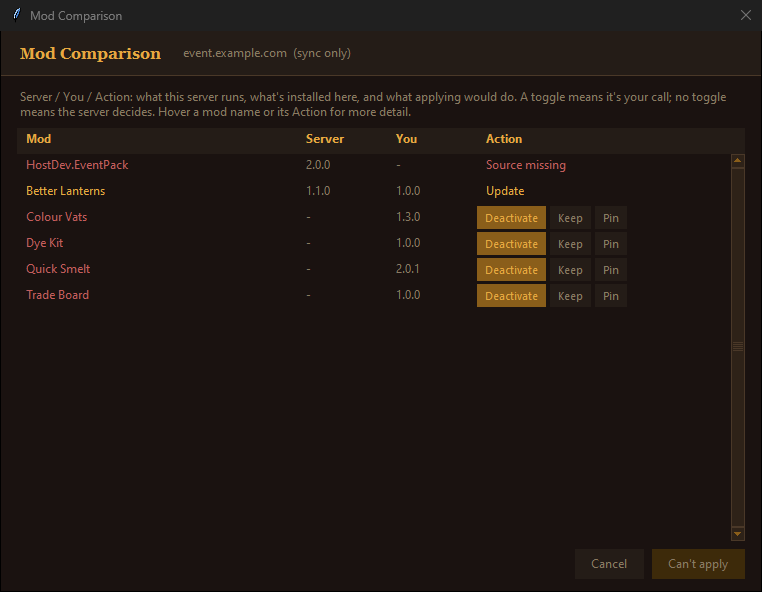 Mod Comparison
Mod Comparison event.example.com (sync only)
Server / You / Action: what this server runs, what's installed here, and what applying would do. A toggle means it's your call; no toggle
means the server decides. Hover a mod name or its Action for more detail.
Mod Server You Action
HostDev.EventPack 2.0.0 - Source missing
Better Lanterns 1.1.0 1.0.0 Update
Colour Vats - 1.3.0 Deactivate Keep Pin
Dye Kit - 1.0.0 Deactivate Keep Pin
Quick Smelt - 2.0.1 Deactivate Keep Pin
Trade Board - 1.0.0 Deactivate Keep Pin
Cancel Can't apply